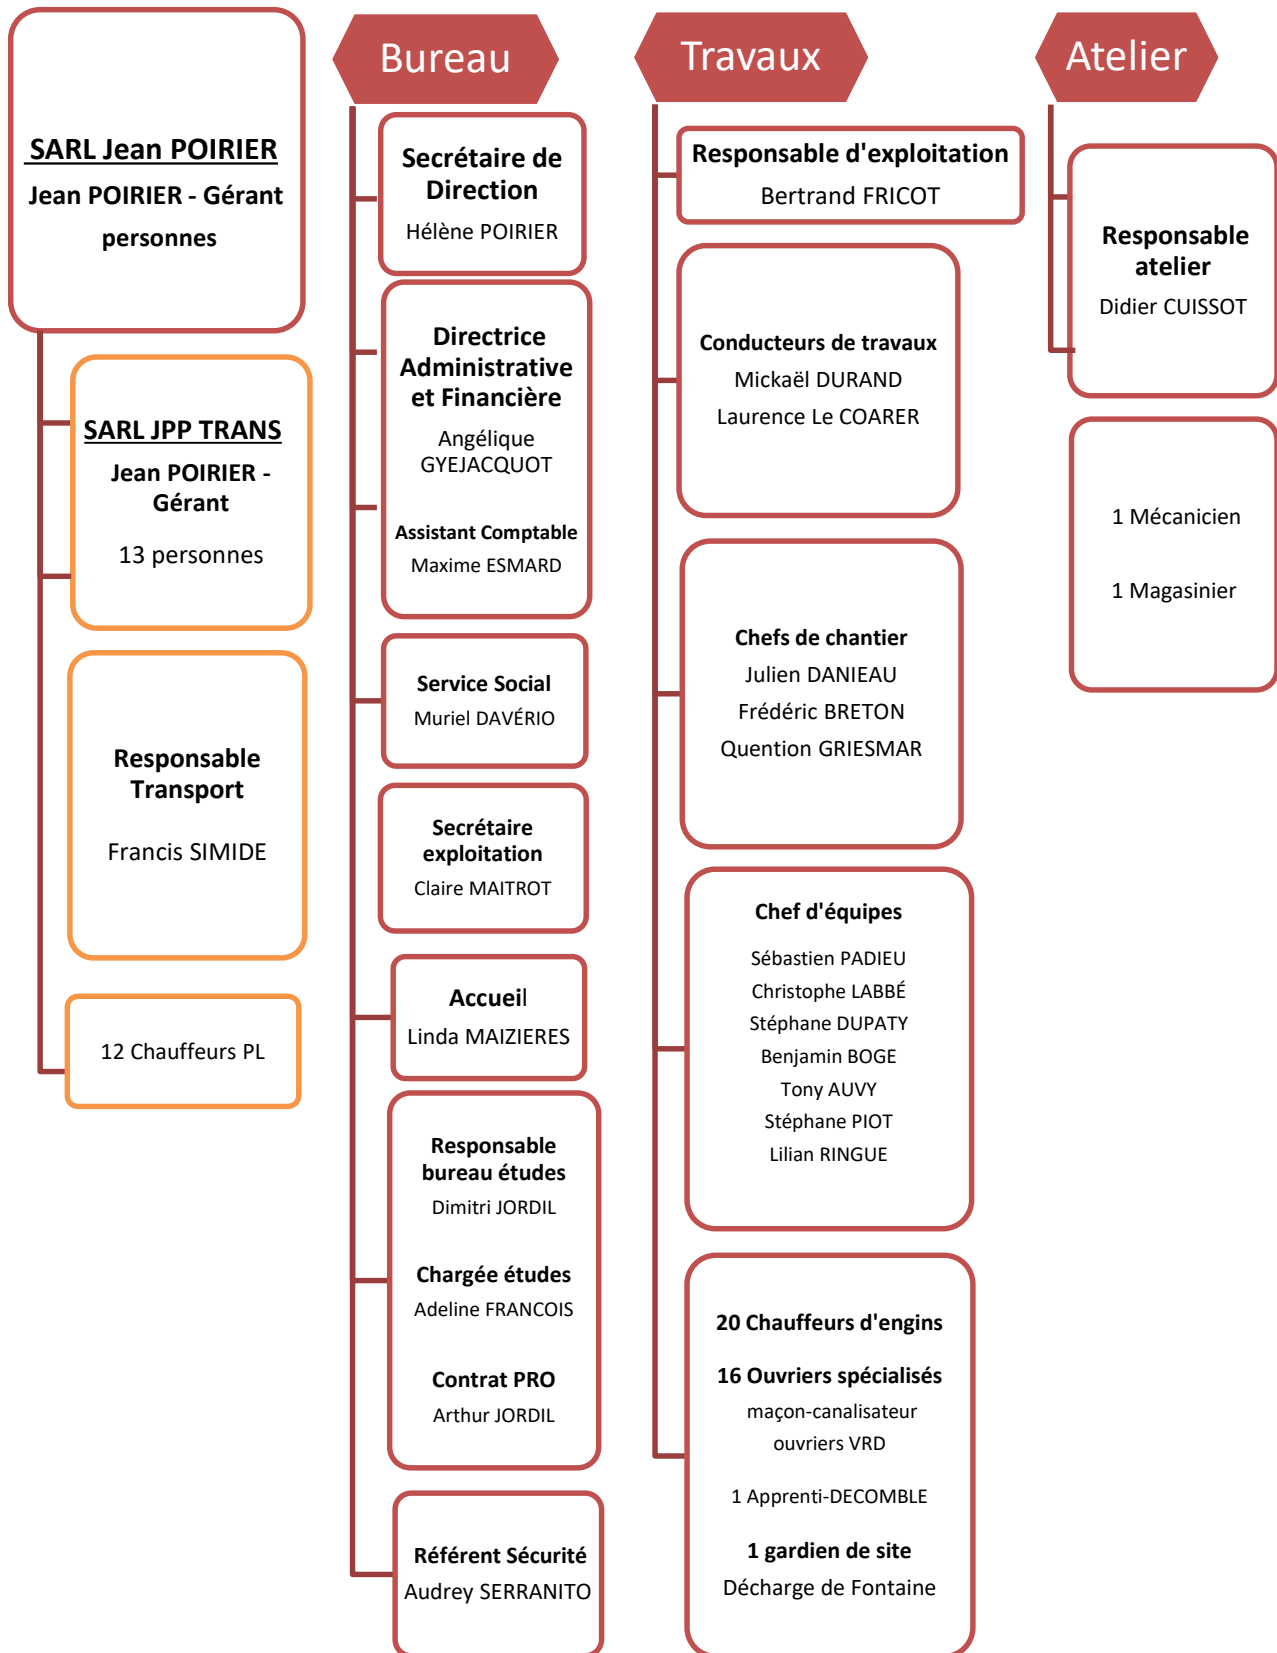 SARL Jean POIRIER
Jean POIRIER - Gérant
personnes
SARL JPP TRANS
Jean POIRIER -
Gérant
13 personnes
Responsable
Transport
Francis SIMIDE
12 Chauffeurs PL
Bureau
Secrétaire de
Direction
Hélène POIRIER
Directrice
Administrative
et Financière
Angélique
GYEJACQUOT
Assistant Comptable
Maxime ESMARD
Service Social
Muriel DAVÉRIO
Secrétaire
exploitation
Claire MAITROT
Accueil
Linda MAIZIERES
Responsable
bureau études
Dimitri JORDIL
Chargée études
Adeline FRANCOIS
Contrat PRO
Arthur JORDIL
Référent Sécurité
Audrey SERRANITO
Travaux
Responsable d'exploitation
Bertrand FRICOT
Conducteurs de travaux
Mickaël DURAND
Laurence Le COARER
Chefs de chantier
Julien DANIEAU
Frédéric BRETON
Quention GRIESMAR
Chef d'équipes
Sébastien PADIEU
Christophe LABBÉ
Stéphane DUPATY
Benjamin BOGE
Tony AUVY
Stéphane PIOT
Lilian RINGUE
20 Chauffeurs d'engins
16 Ouvriers spécialisés
maçon-canalisateur
ouvriers VRD
1 Apprenti-DECOMBLE
1 gardien de site
Décharge de Fontaine
Atelier
Responsable
atelier
Didier CUISSOT
1 Mécanicien
1 Magasinier